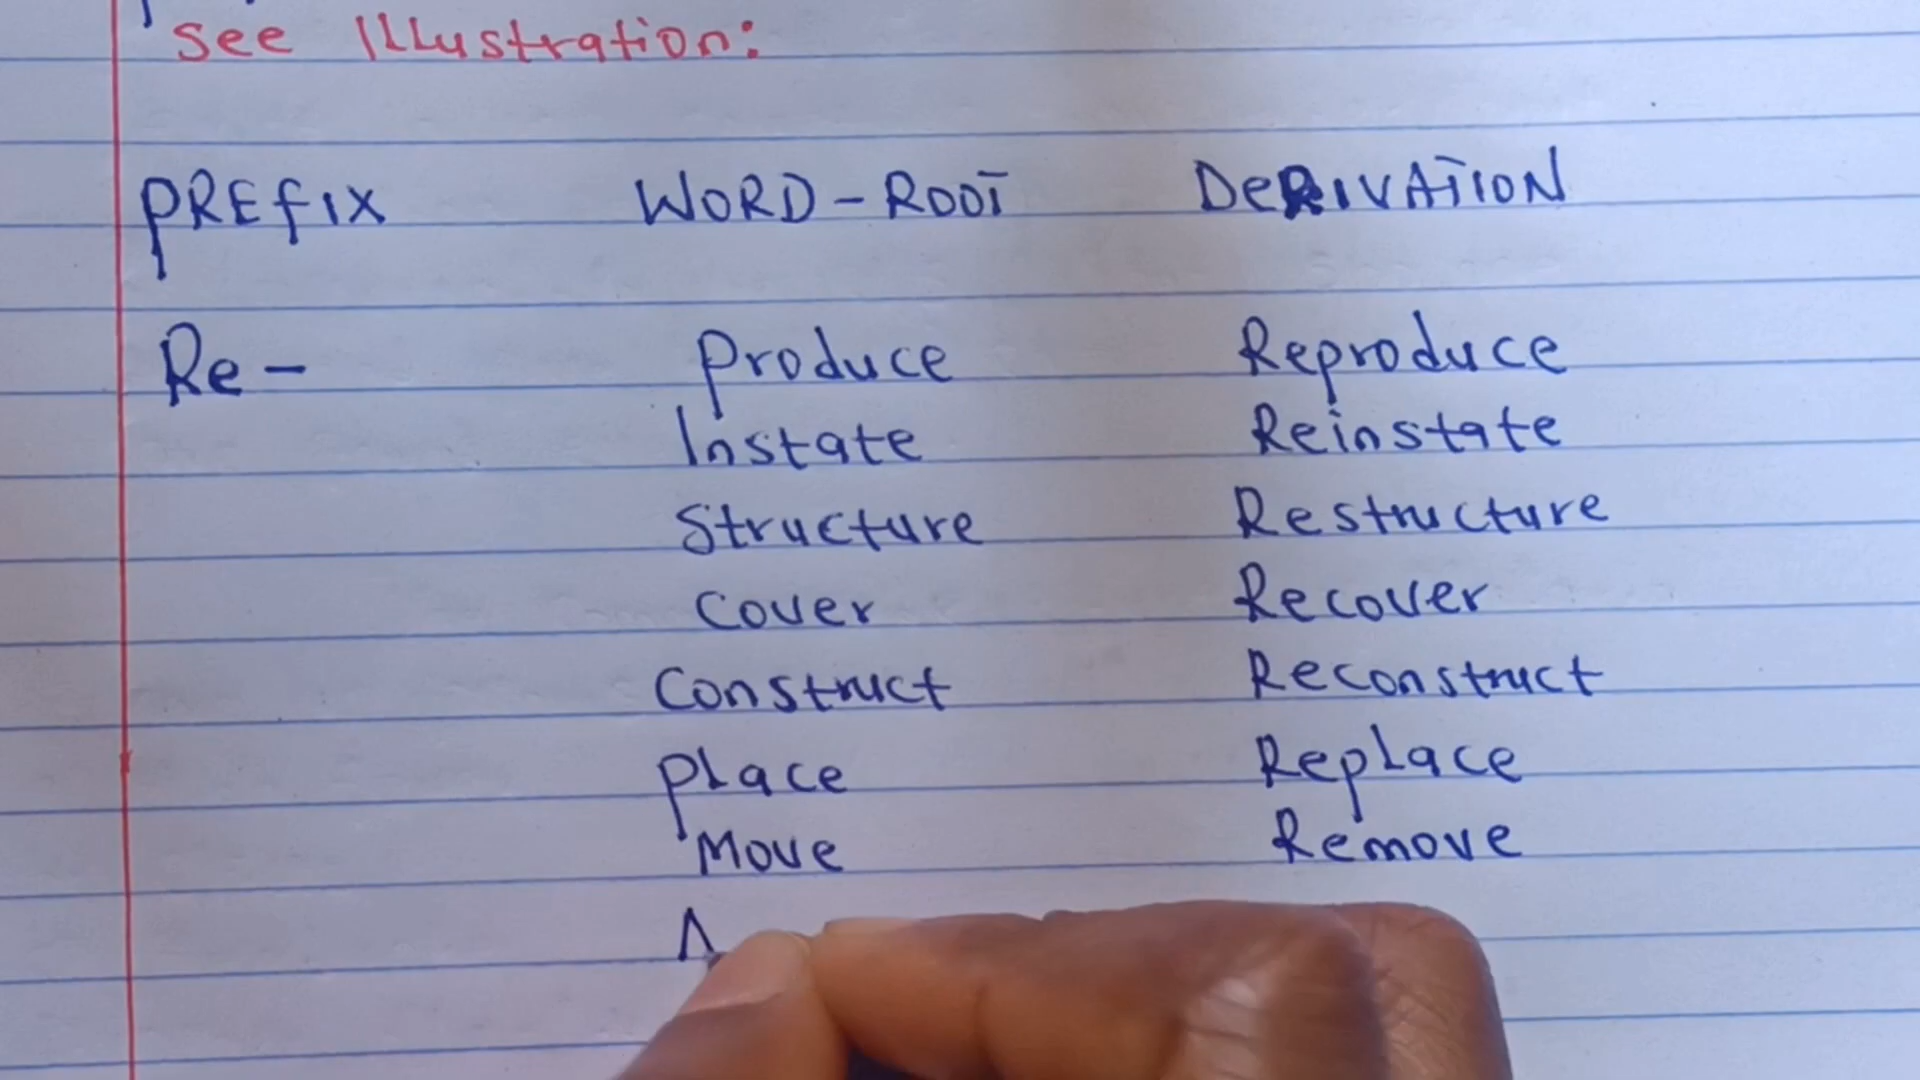 See Illustration:
PREFIX WORD-ROOT DERIVATION
Re- Produce Reproduce
Instate Reinstate
Structure Restructure
Cover Recover
Construct Reconstruct
Place Replace
Move Remove